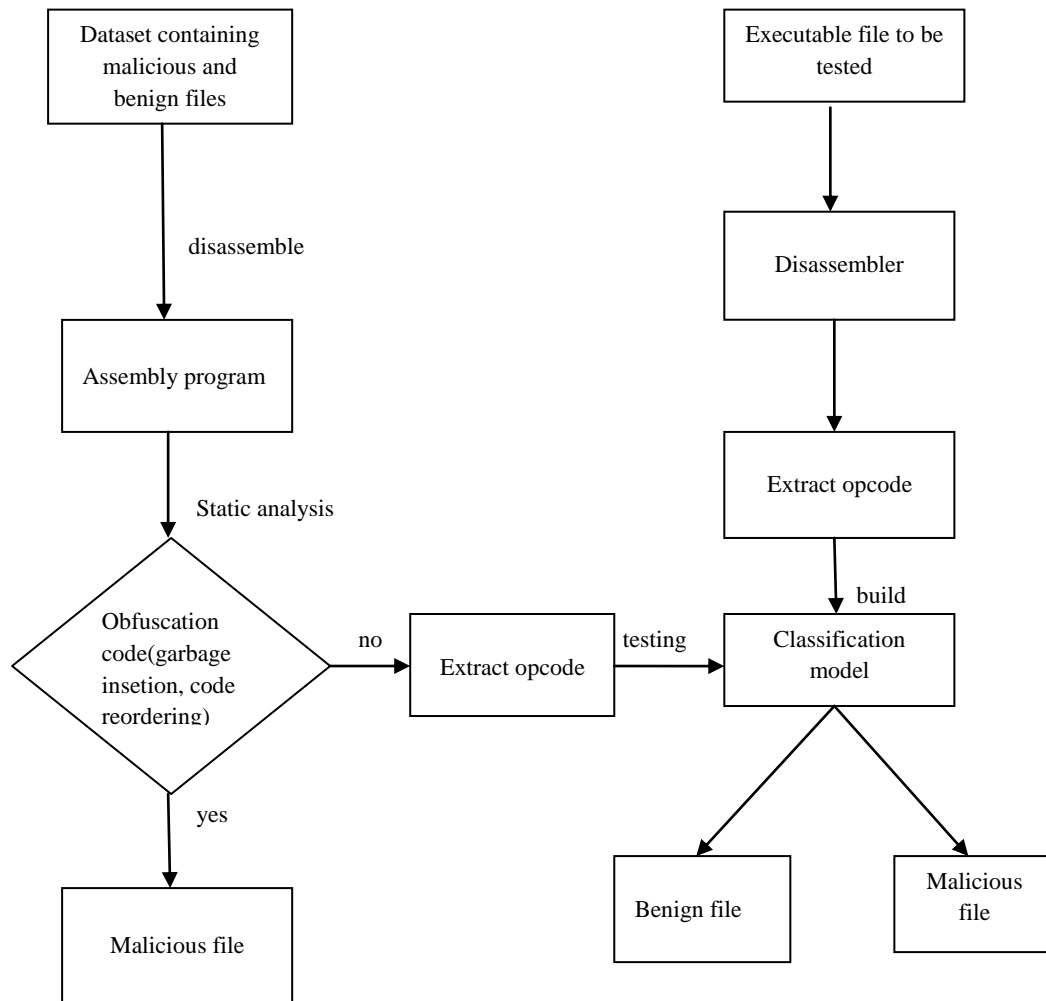 Dataset containing
malicious and
benign files
disassemble
Assembly program
Static analysis
Obfuscation
code(garbage
insetion, code
reordering)
no
yes
Malicious file
Extract opcode
testing
Executable file to be
tested
Disassembler
Extract opcode
build
Classification
model
Benign file
Malicious
file